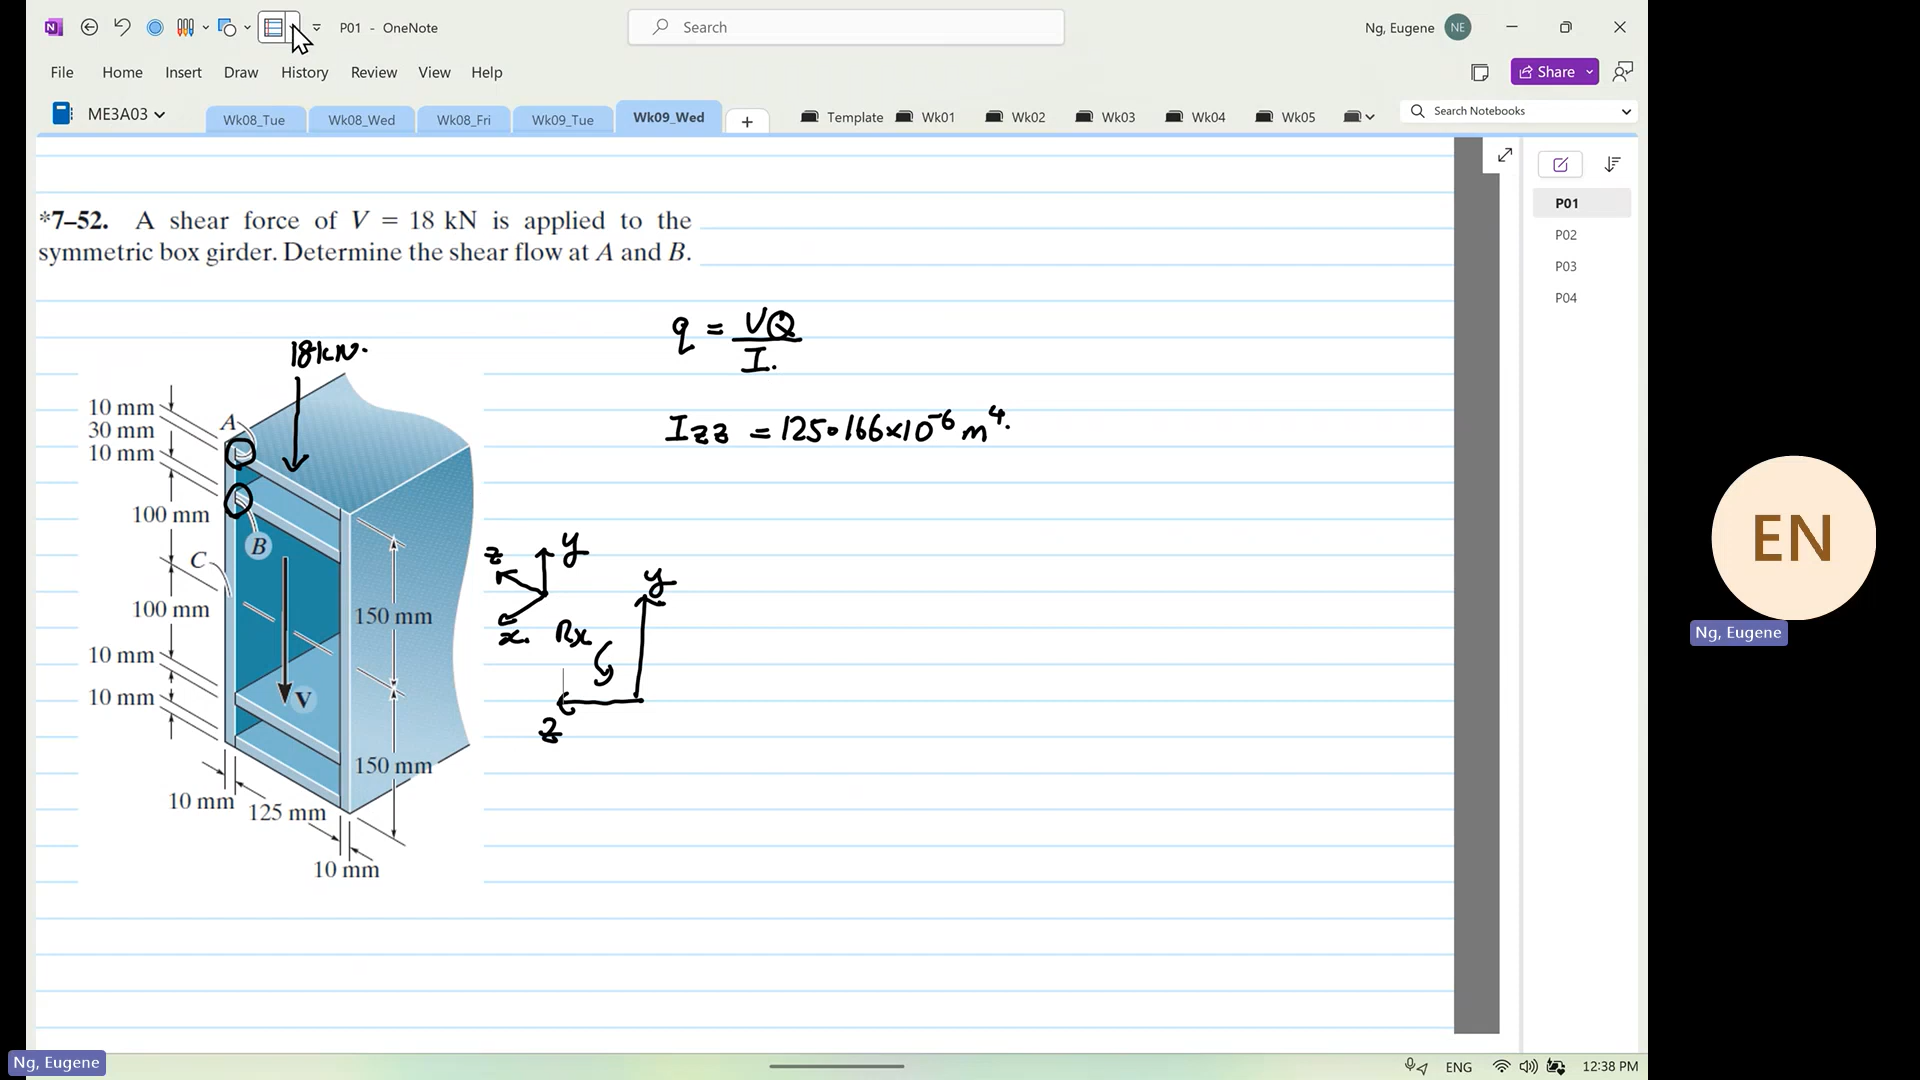 P01 - OneNote
Search
Ng, Eugene
NE
File
Home
Insert
Draw
History
Review
View
Help
Share
ME3A03
Wk08_Tue
Wk08_Wed
Wk08_Fri
Wk09_Tue
Wk09_Wed
+
Template
Wk01
Wk02
Wk03
Wk04
Wk05
Search Notebooks
P01
P02
P03
P04
*7–52. A shear force of V = 18 kN is applied to the
symmetric box girder. Determine the shear flow at A and B.
q = VQ
I.
Izz = 125.166x10⁻⁶ m⁴.
18kN.
10 mm
30 mm
10 mm
A
100 mm
B
C
100 mm
150 mm
10 mm
10 mm
V
150 mm
10 mm
125 mm
10 mm
z
y
x.
Rx
y
z
EN
Ng, Eugene
Ng, Eugene
ENG
12:38 PM